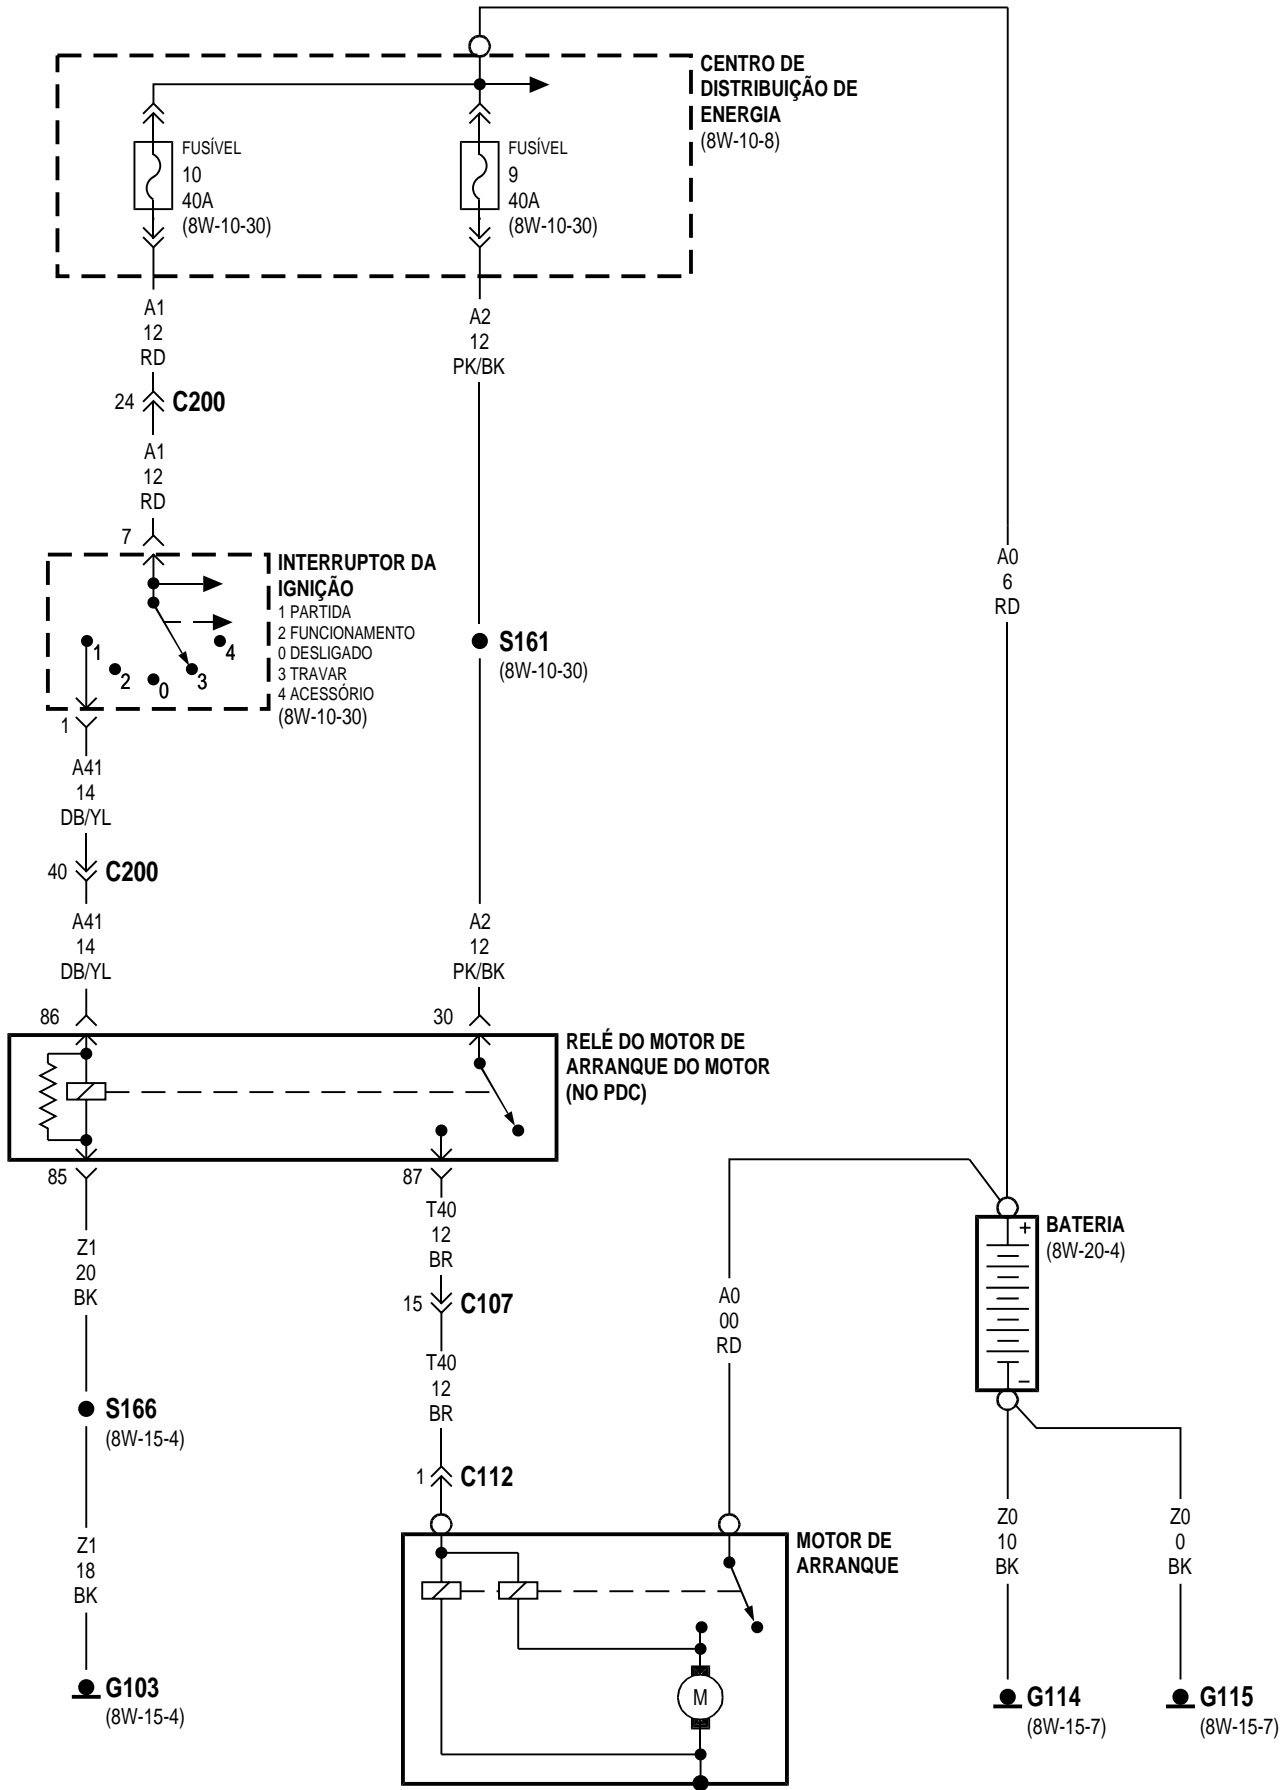 CENTRO DE
DISTRIBUIÇÃO DE
ENERGIA
(8W-10-8)
FUSÍVEL
10
40A
(8W-10-30)
FUSÍVEL
9
40A
(8W-10-30)
A1
12
RD
A2
12
PK/BK
24
C200
A1
12
RD
7
INTERRUPTOR DA
IGNIÇÃO
1 PARTIDA
2 FUNCIONAMENTO
0 DESLIGADO
3 TRAVAR
4 ACESSÓRIO
(8W-10-30)
1
2
0
3
4
1
A0
6
RD
S161
(8W-10-30)
A41
14
DB/YL
40
C200
A41
14
DB/YL
A2
12
PK/BK
86
30
RELÉ DO MOTOR DE
ARRANQUE DO MOTOR
(NO PDC)
85
87
T40
12
BR
Z1
20
BK
15
C107
T40
12
BR
A0
00
RD
+
BATERIA
(8W-20-4)
–
S166
(8W-15-4)
1
C112
Z1
18
BK
MOTOR DE
ARRANQUE
M
Z0
10
BK
Z0
0
BK
G103
(8W-15-4)
G114
(8W-15-7)
G115
(8W-15-7)